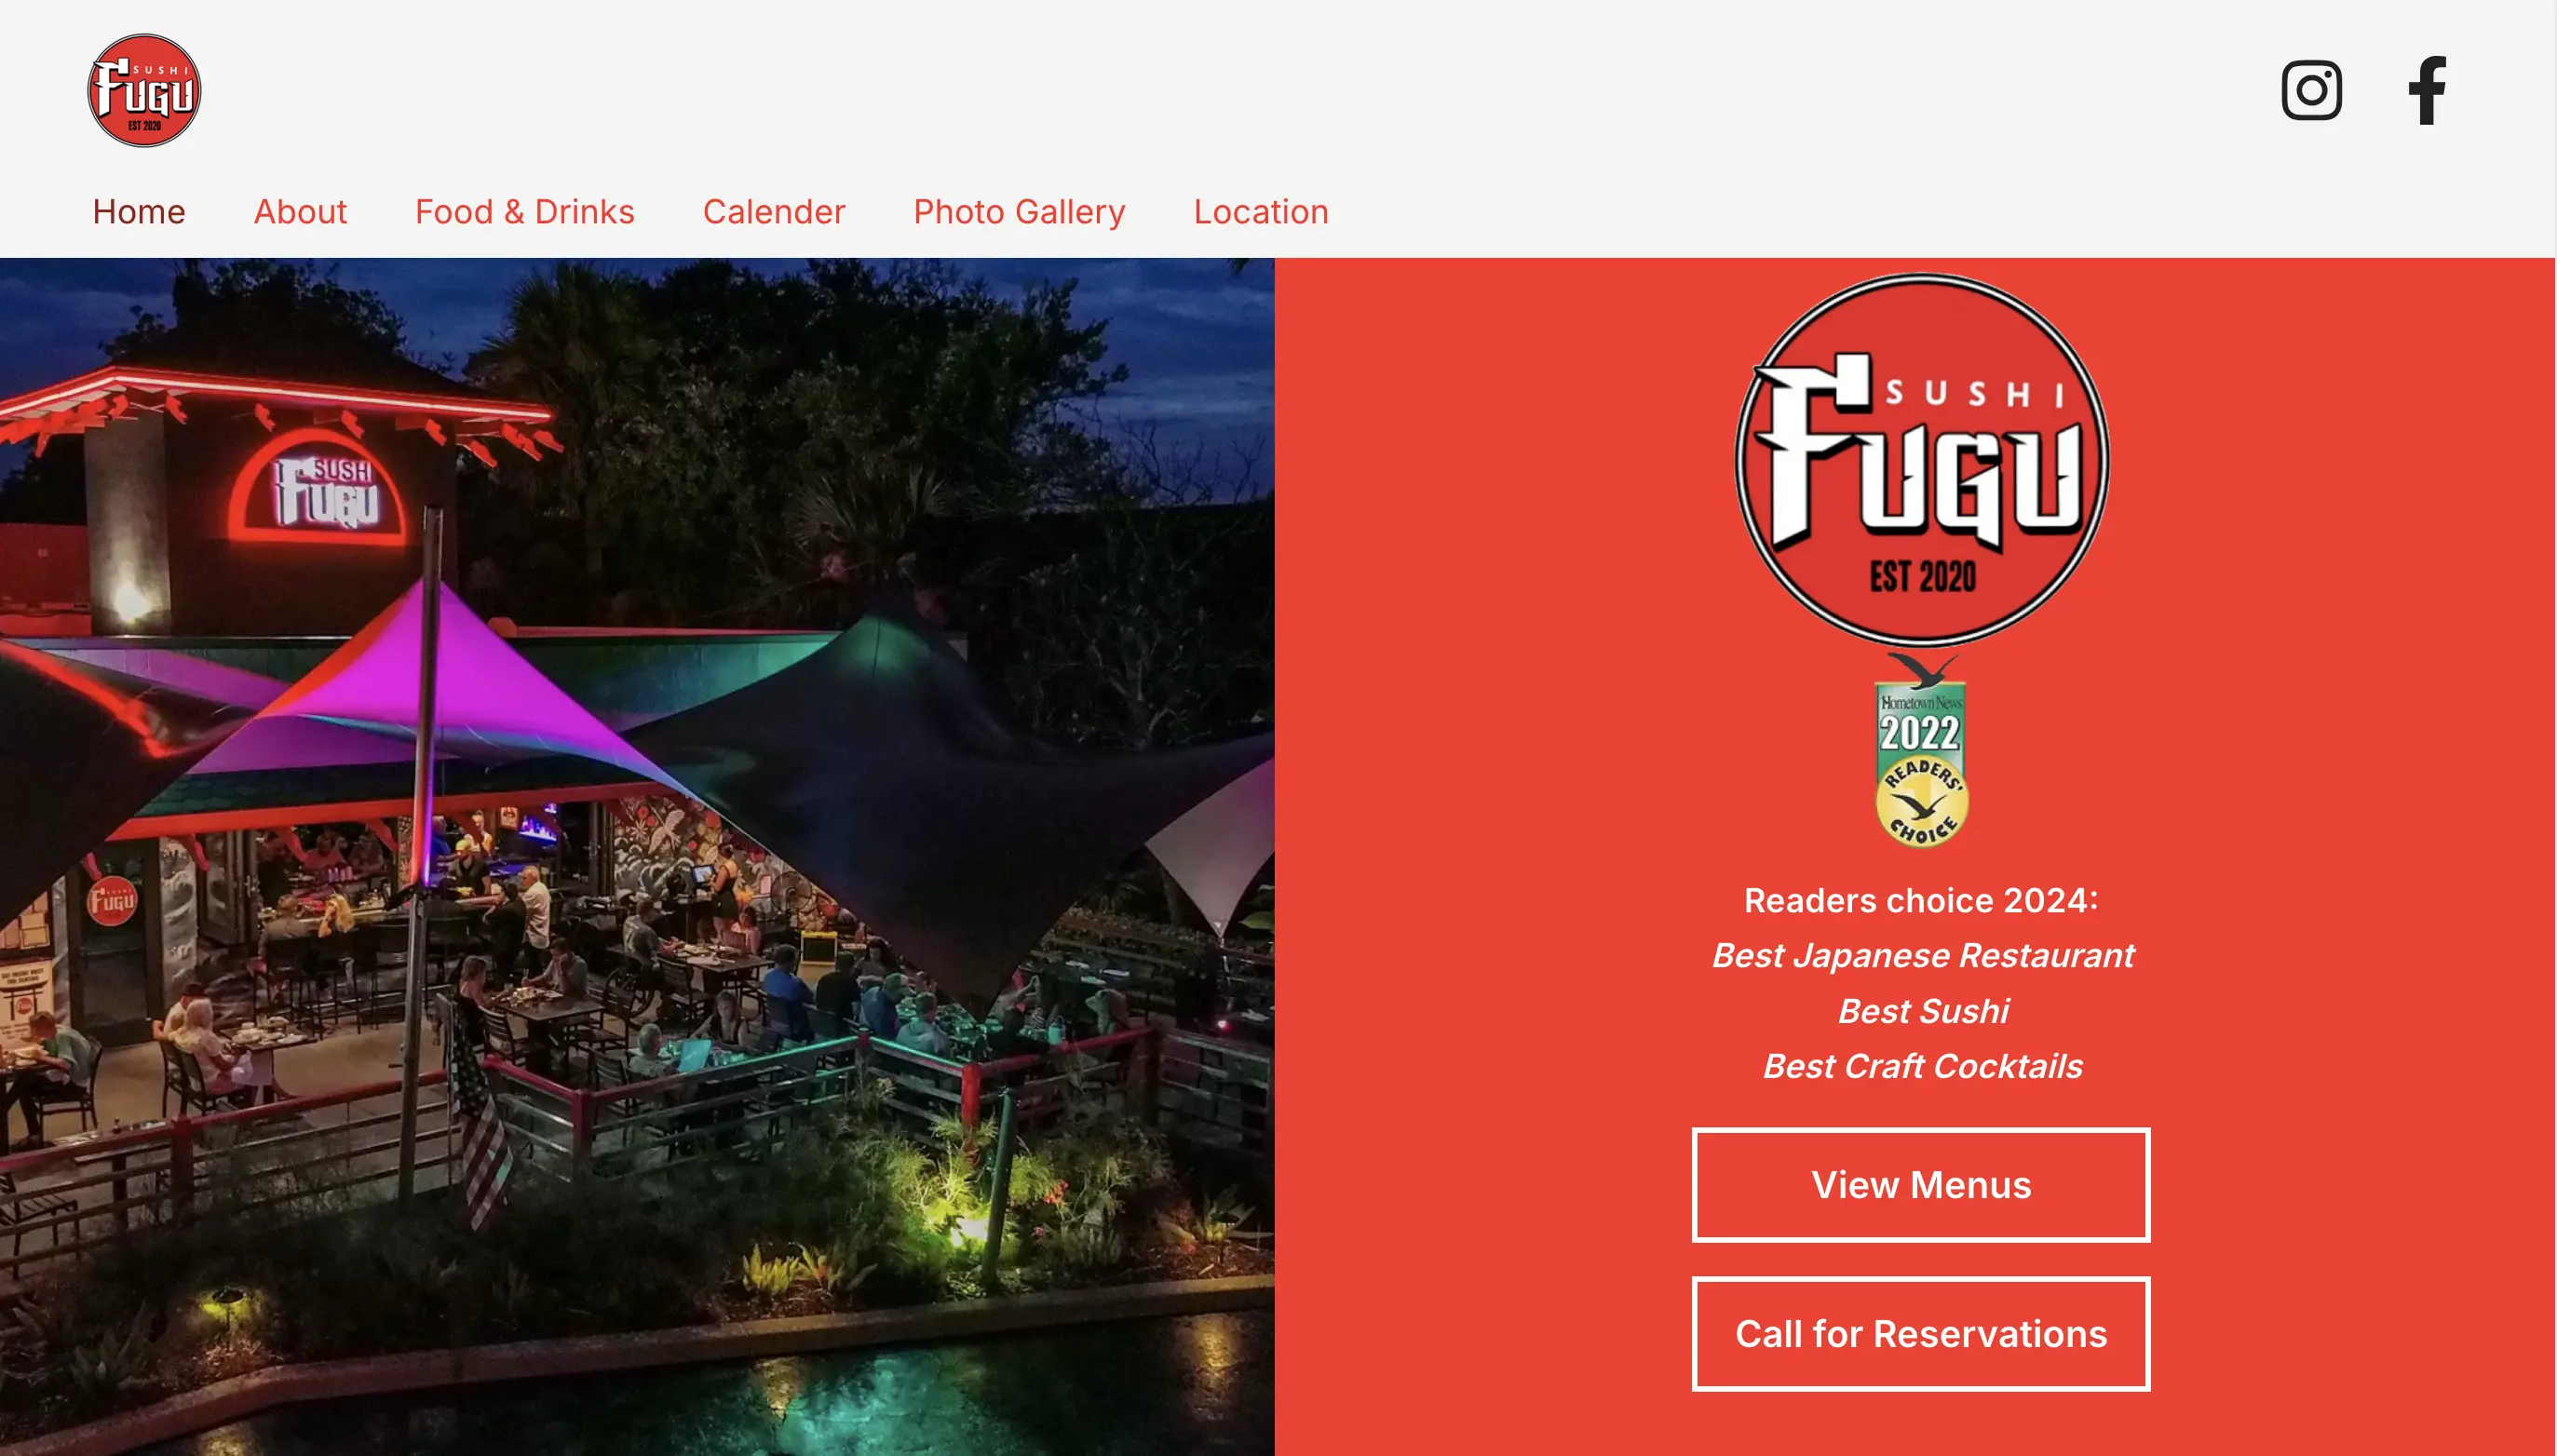 SUSHI
FUGU
EST 2020
Home
About
Food & Drinks
Calender
Photo Gallery
Location
SUSHI
FUGU
FUGU
SUSHI
FUGU
EST 2020
Hometown News
2022
READERS'
CHOICE
Readers choice 2024:
Best Japanese Restaurant
Best Sushi
Best Craft Cocktails
View Menus
Call for Reservations